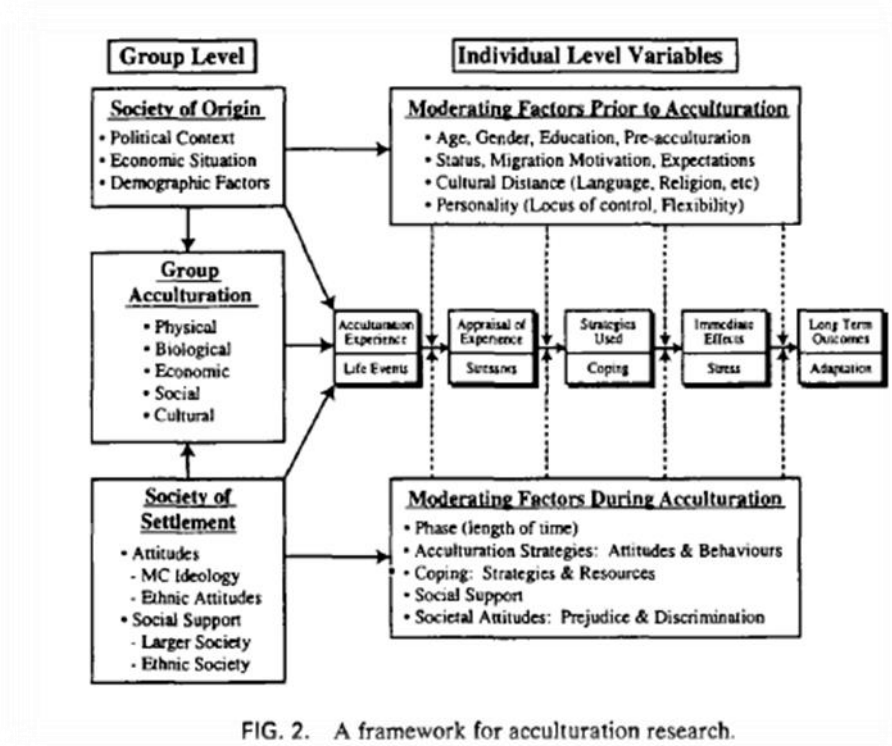 Group Level
Individual Level Variables
Society of Origin
• Political Context
• Economic Situation
• Demographic Factors
Moderating Factors Prior to Acculturation
• Age, Gender, Education, Pre-acculturation
• Status, Migration Motivation, Expectations
• Cultural Distance (Language, Religion, etc)
• Personality (Locus of control, Flexibility)
Group
Acculturation
• Physical
• Biological
• Economic
• Social
• Cultural
Acculturation
Experience
Life Events
Appraisal of
Experience
Stressors
Strategies
Used
Coping
Immediate
Effects
Stress
Long Term
Outcomes
Adaptation
Society of
Settlement
• Attitudes
- MC Ideology
- Ethnic Attitudes
• Social Support
- Larger Society
- Ethnic Society
Moderating Factors During Acculturation
• Phase (length of time)
• Acculturation Strategies: Attitudes & Behaviours
• Coping: Strategies & Resources
• Social Support
• Societal Attitudes: Prejudice & Discrimination
FIG. 2. A framework for acculturation research.